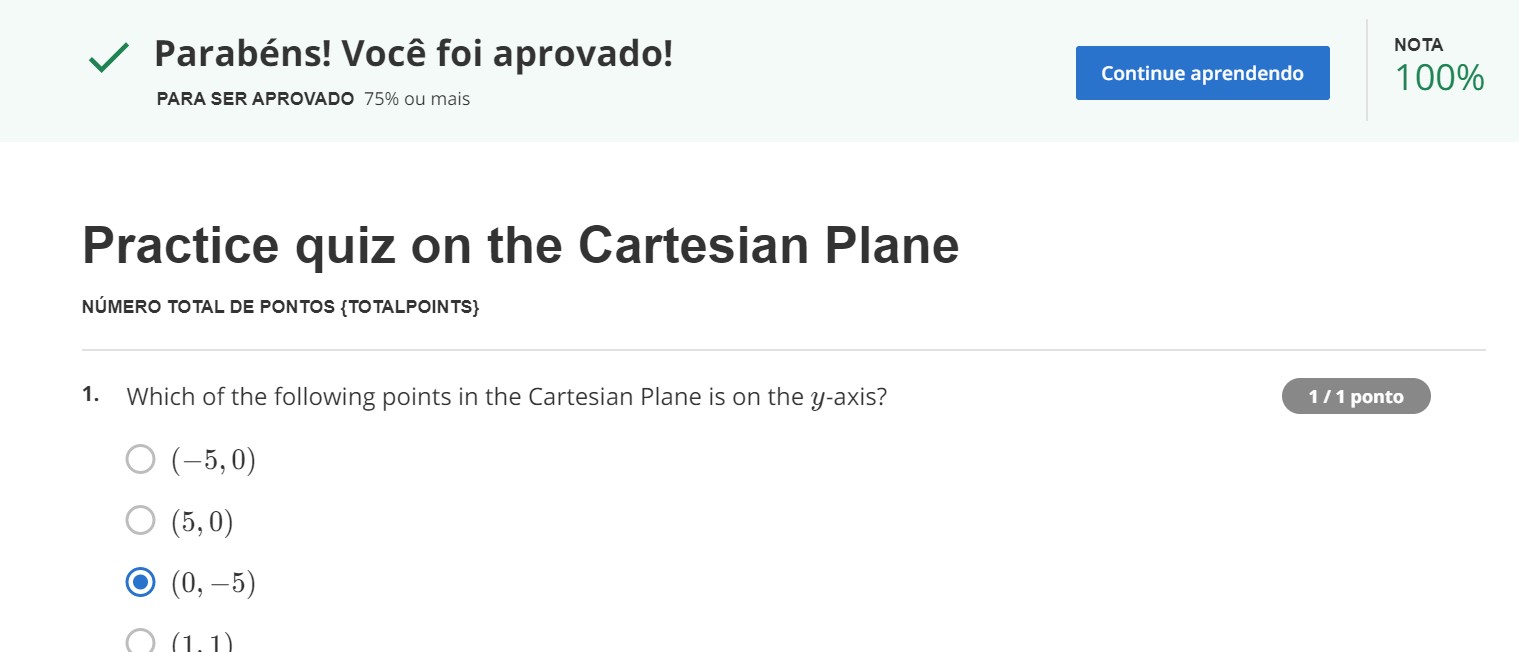 Parabéns! Você foi aprovado!
PARA SER APROVADO 75% ou mais
Continue aprendendo
NOTA
100%
Practice quiz on the Cartesian Plane
NÚMERO TOTAL DE PONTOS {TOTALPOINTS}
1. Which of the following points in the Cartesian Plane is on the y-axis?
1 / 1 ponto
(−5, 0)
(5, 0)
(0, −5)
(1, 1)